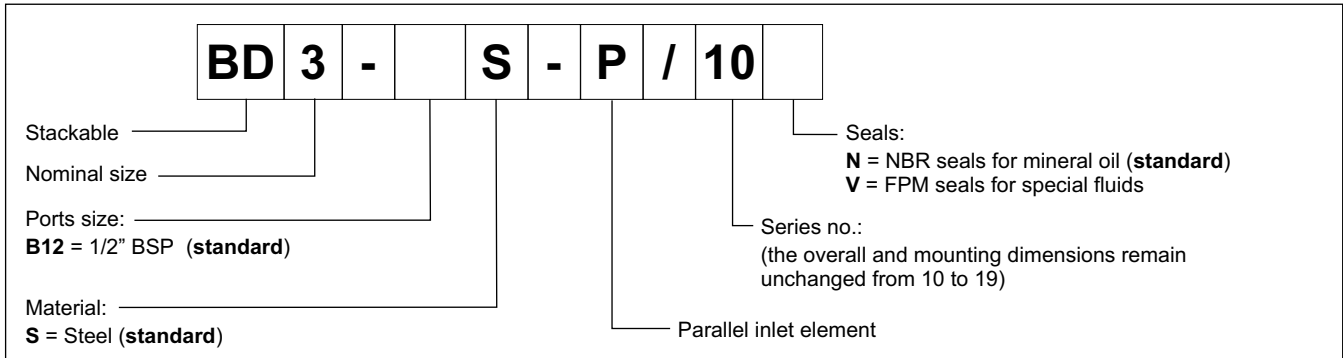 BD 3 - S - P / 10
Stackable
Nominal size
Ports size:
B12 = 1/2" BSP (standard)
Material:
S = Steel (standard)
Seals:
N = NBR seals for mineral oil (standard)
V = FPM seals for special fluids
Series no.:
(the overall and mounting dimensions remain
unchanged from 10 to 19)
Parallel inlet element